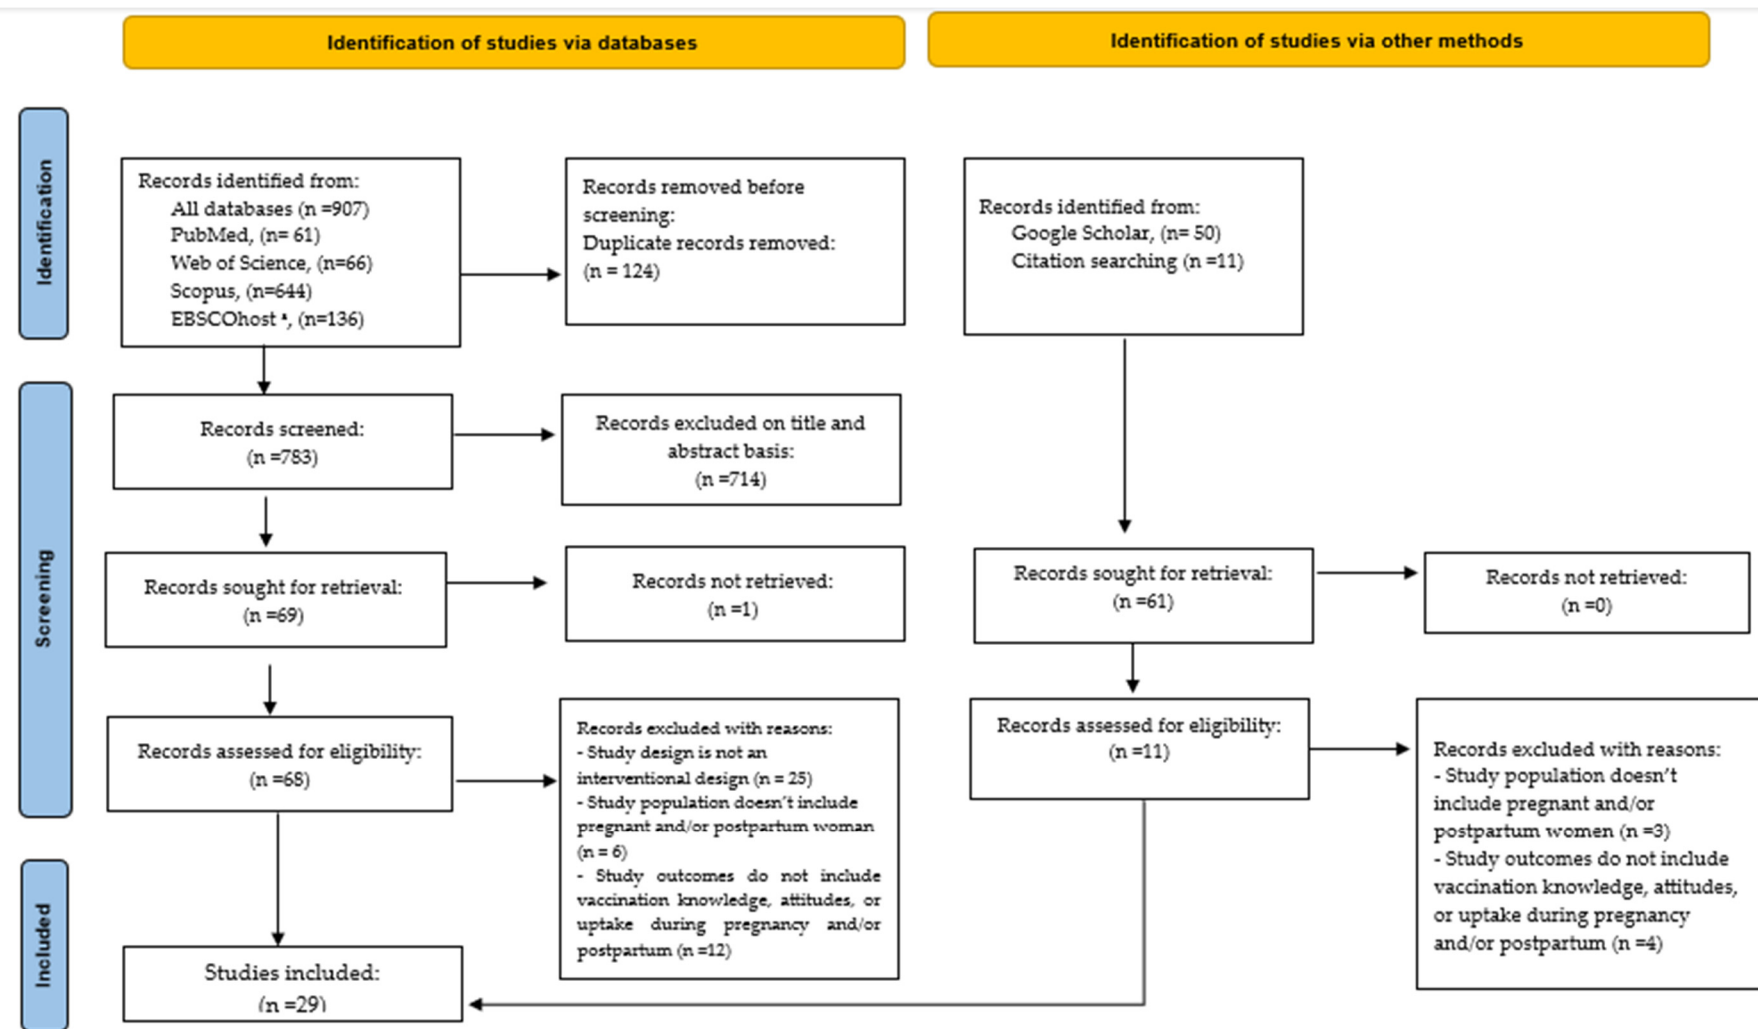 Identification of studies via databases
Identification of studies via other methods
Identification
Records identified from:
All databases (n =907)
PubMed, (n= 61)
Web of Science, (n=66)
Scopus, (n=644)
EBSCOhost ᵃ, (n=136)
Records removed before
screening:
Duplicate records removed:
(n = 124)
Records identified from:
Google Scholar, (n= 50)
Citation searching (n =11)
Screening
Records screened:
(n =783)
Records excluded on title and
abstract basis:
(n =714)
Records sought for retrieval:
(n =69)
Records not retrieved:
(n =1)
Records sought for retrieval:
(n =61)
Records not retrieved:
(n =0)
Records assessed for eligibility:
(n =68)
Records excluded with reasons:
- Study design is not an
interventional design (n = 25)
- Study population doesn't include
pregnant and/or postpartum woman
(n = 6)
- Study outcomes do not include
vaccination knowledge, attitudes, or
uptake during pregnancy and/or
postpartum (n =12)
Records assessed for eligibility:
(n =11)
Records excluded with reasons:
- Study population doesn't
include pregnant and/or
postpartum women (n =3)
- Study outcomes do not include
vaccination knowledge, attitudes,
or uptake during pregnancy
and/or postpartum (n =4)
Included
Studies included:
(n =29)